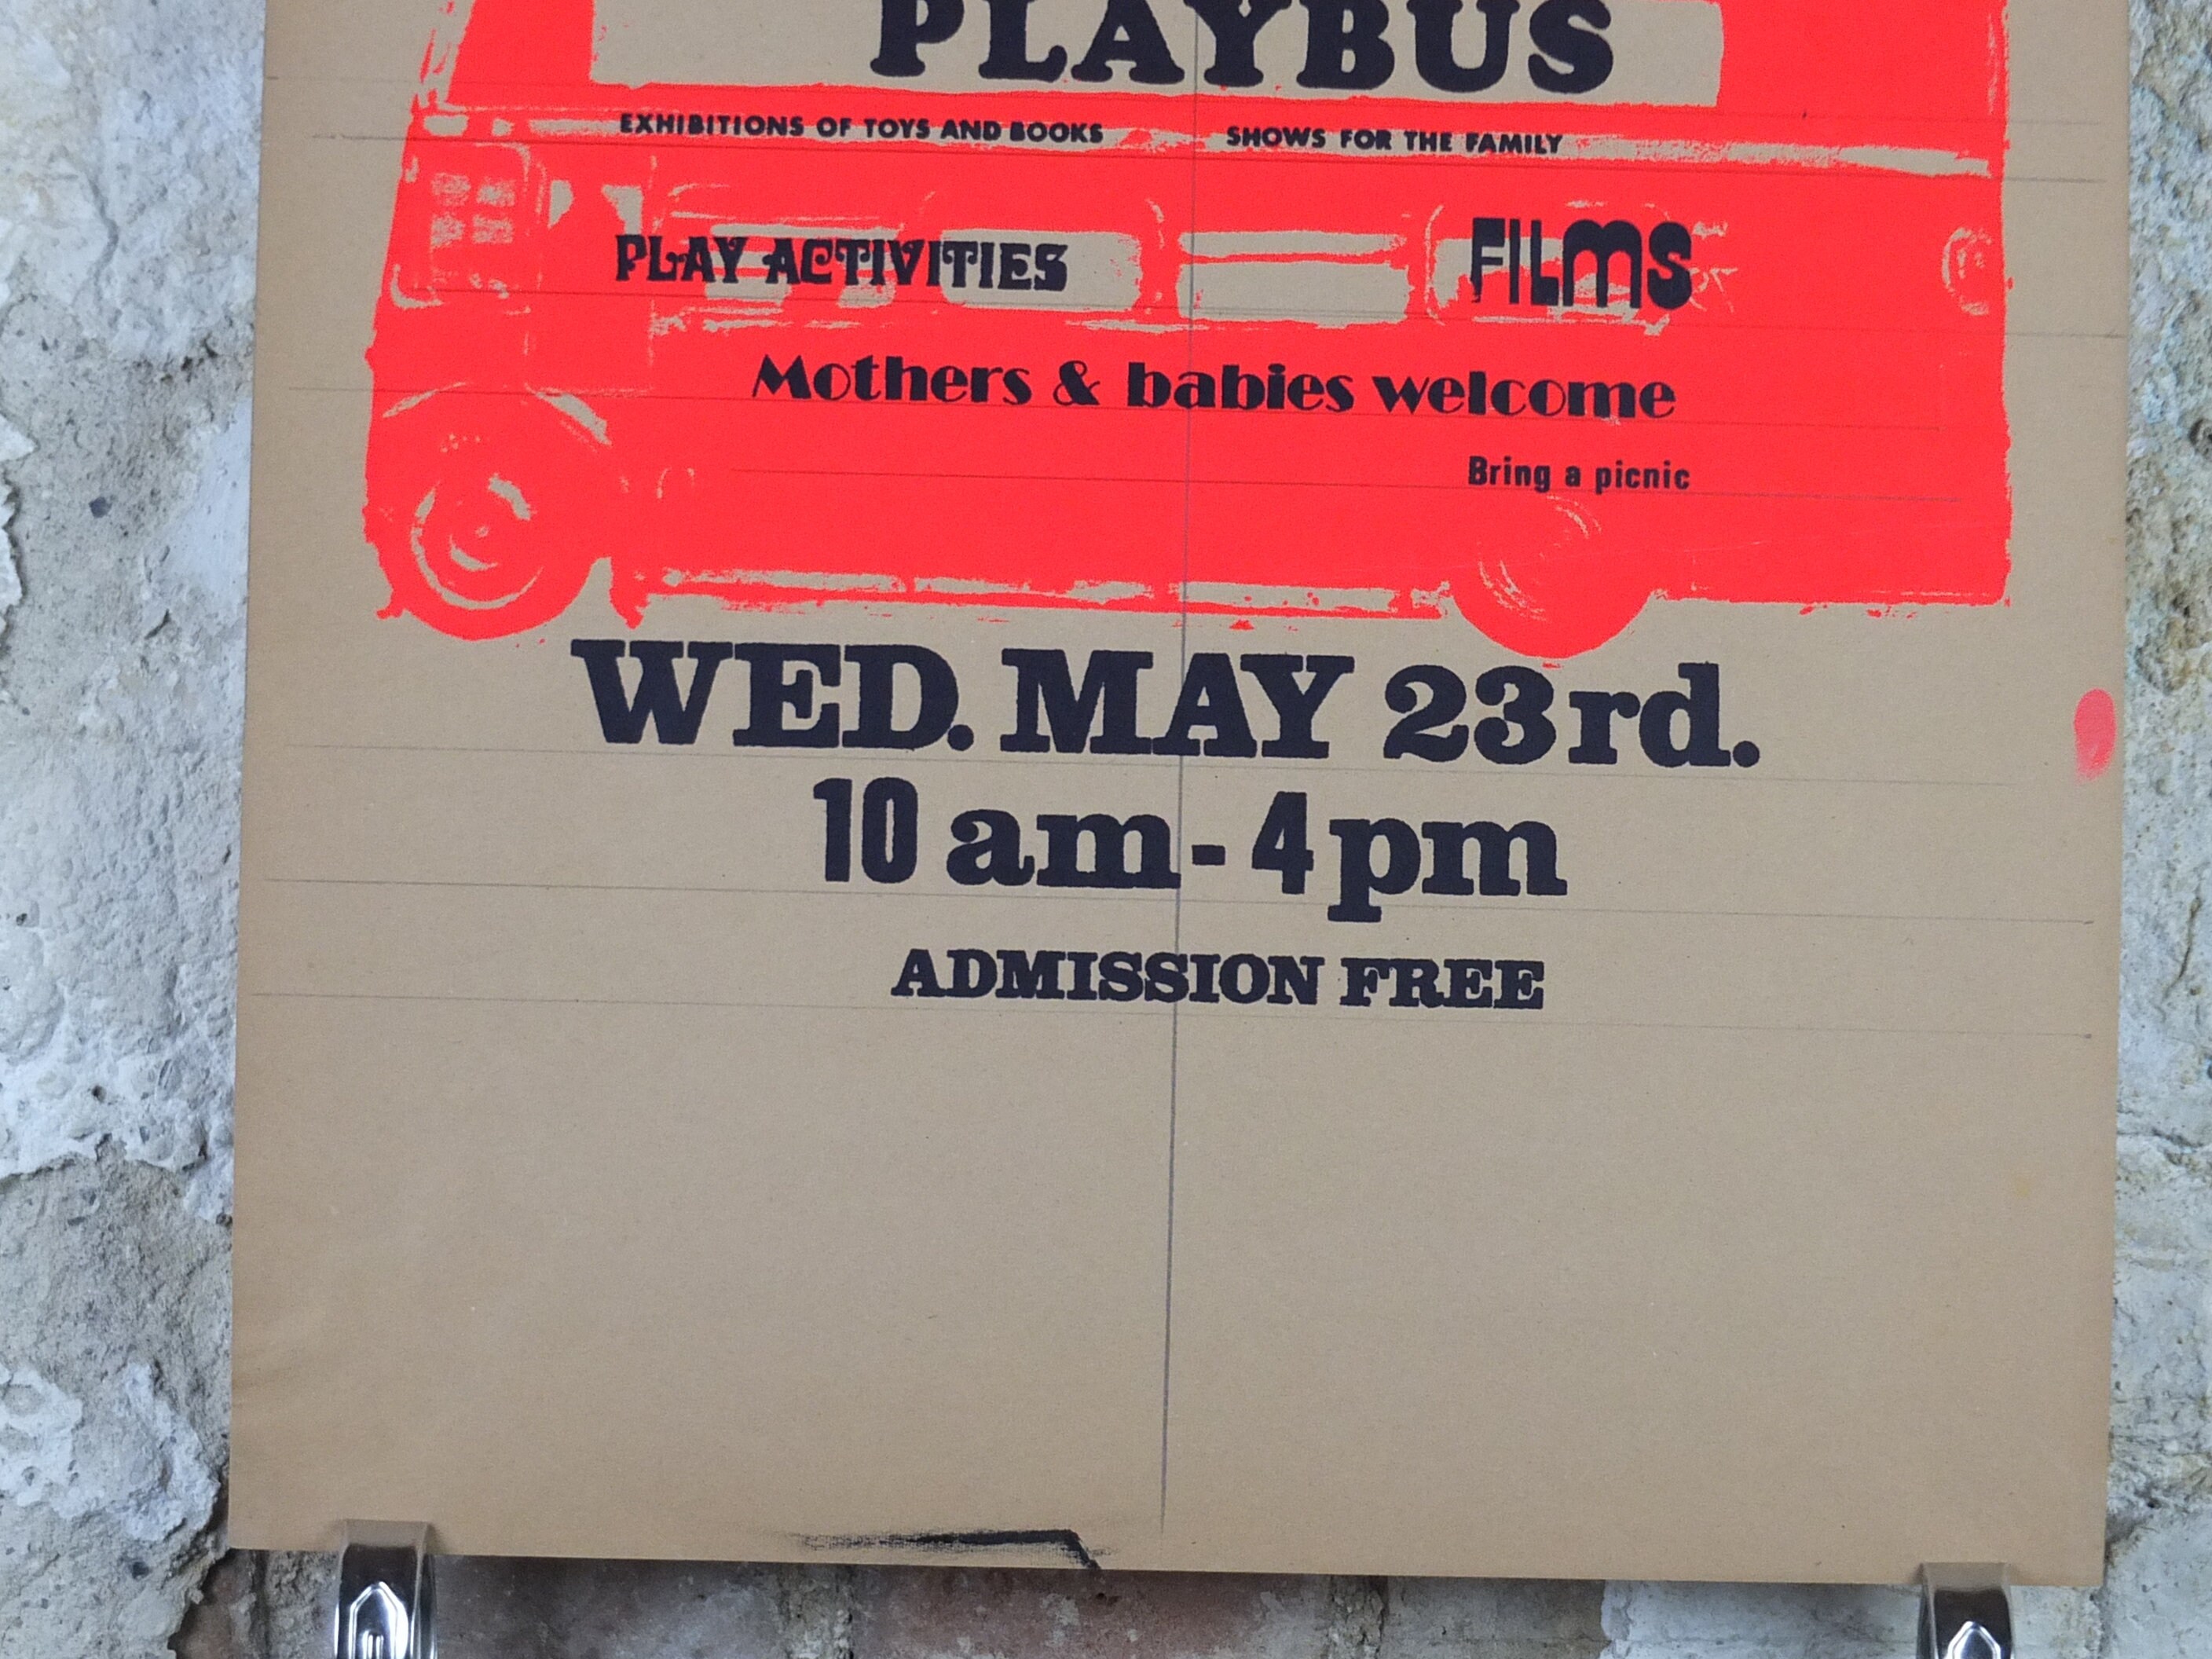 PLAYBUS
EXHIBITIONS OF TOYS AND BOOKS SHOWS FOR THE FAMILY
PLAY ACTIVITIES FILMS
Mothers & babies welcome
Bring a picnic
WED. MAY 23rd.
10 am - 4 pm
ADMISSION FREE